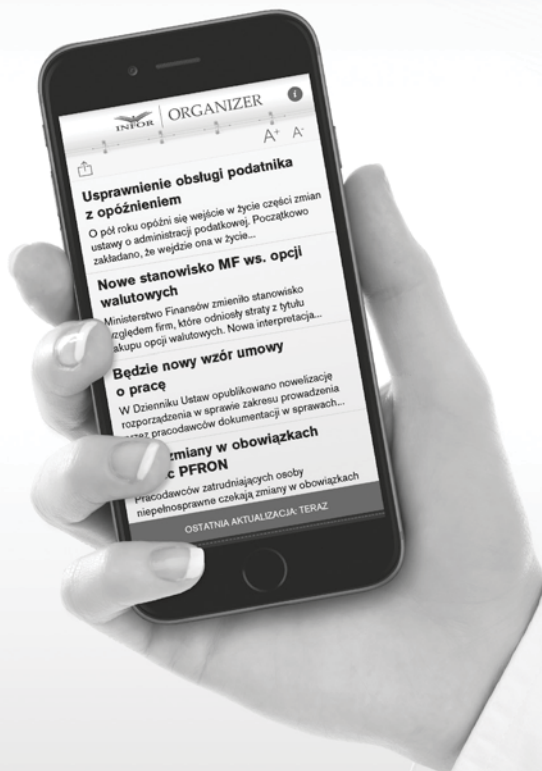 INFOR ORGANIZER
A+ A-
Usprawnienie obsługi podatnika
z opóźnieniem
O pół roku opóźni się wejście w życie części zmian
ustawy o administracji podatkowej. Początkowo
zakładano, że wejdzie ona w życie...
Nowe stanowisko MF ws. opcji
walutowych
Ministerstwo Finansów zmieniło stanowisko
względem firm, które odniosły straty z tytułu
akupu opcji walutowych. Nowa interpretacja...
Będzie nowy wzór umowy
o pracę
W Dzienniku Ustaw opublikowano nowelizację
rozporządzenia w sprawie zakresu prowadzenia
przez pracodawców dokumentacji w sprawach...
zmiany w obowiązkach
c PFRON
Pracodawców zatrudniających osoby
niepełnosprawne czekają zmiany w obowiązkach
OSTATNIA AKTUALIZACJA: TERAZ